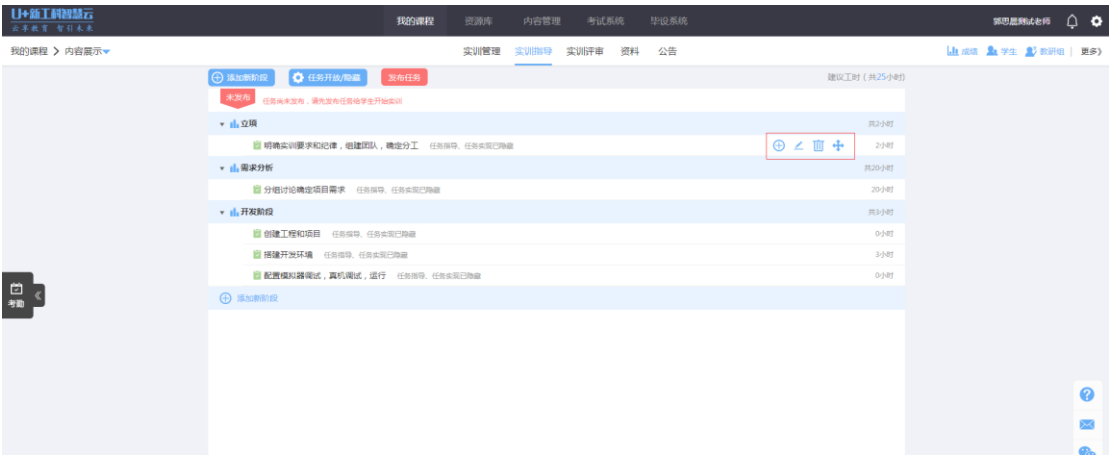 U+新工科智慧云
云享教育 智引未来
我的课程 资源库 内容管理 考试系统 毕设系统
郭思晨测试老师
我的课程 > 内容展示
实训管理 实训指导 实训评审 资料 公告
成绩 学生 教研组 | 更多》
添加新阶段 任务开放/隐藏 发布任务 建议工时 ( 共25小时)
未发布 任务尚未发布，请先发布任务给学生开始实训
立项 共2小时
明确实训要求和纪律，组建团队，确定分工 任务指导、任务实现已隐藏 2小时
需求分析 共20小时
分组讨论确定项目需求 任务指导、任务实现已隐藏 20小时
开发阶段 共3小时
创建工程和项目 任务指导、任务实现已隐藏 0小时
搭建开发环境 任务指导、任务实现已隐藏 3小时
配置模拟器调试，真机调试，运行 任务指导、任务实现已隐藏 0小时
添加新阶段
考勤